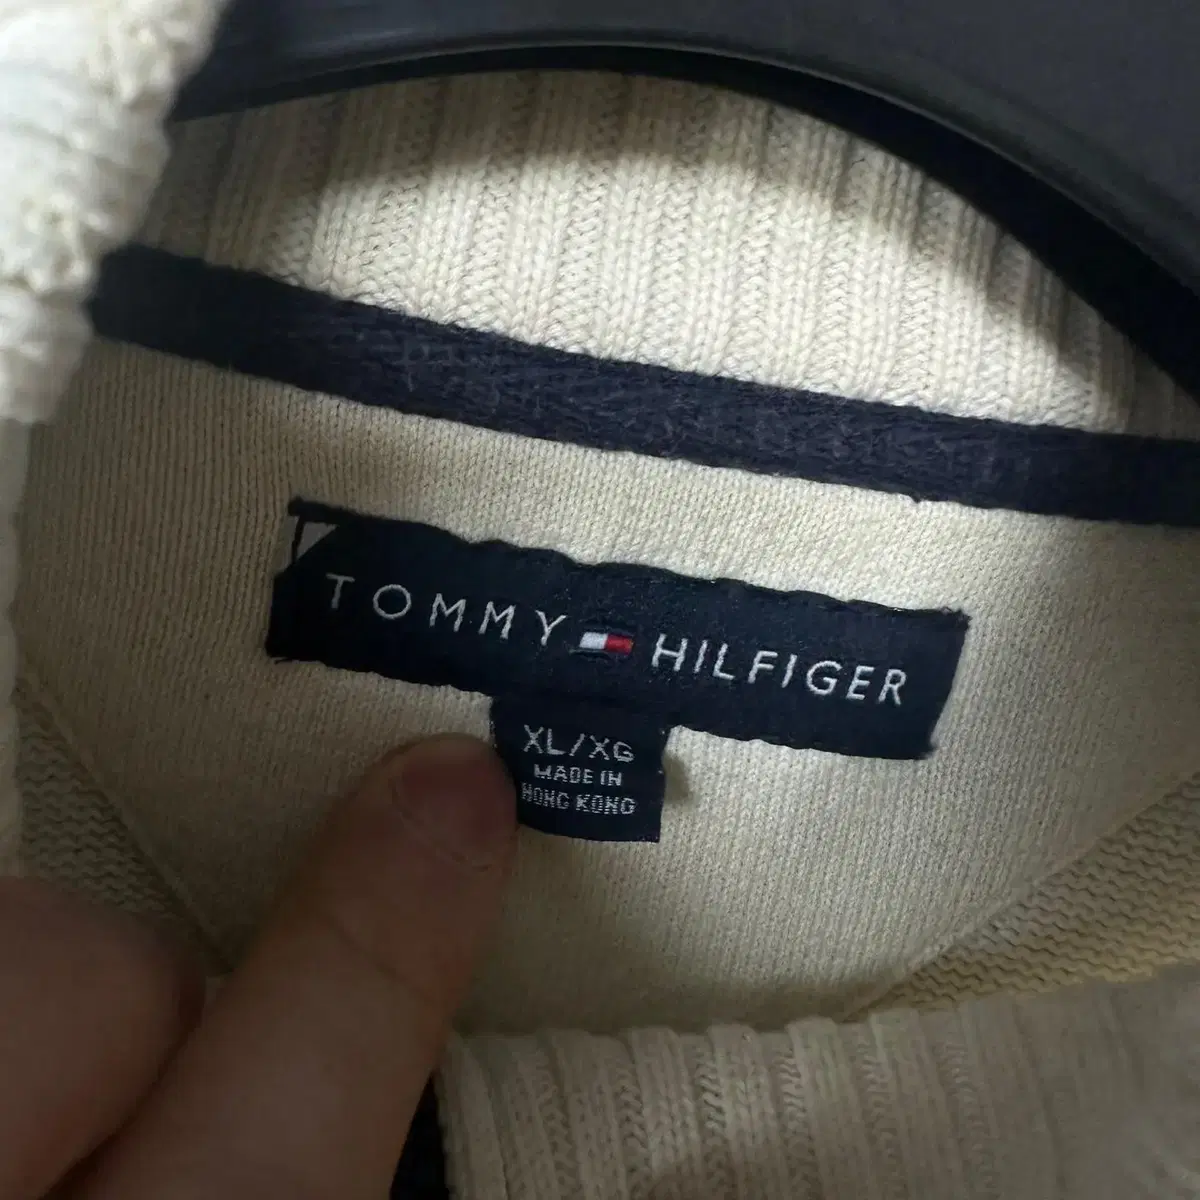 TOMMY HILFIGER
XL/XG
MADE IN
HONG KONG